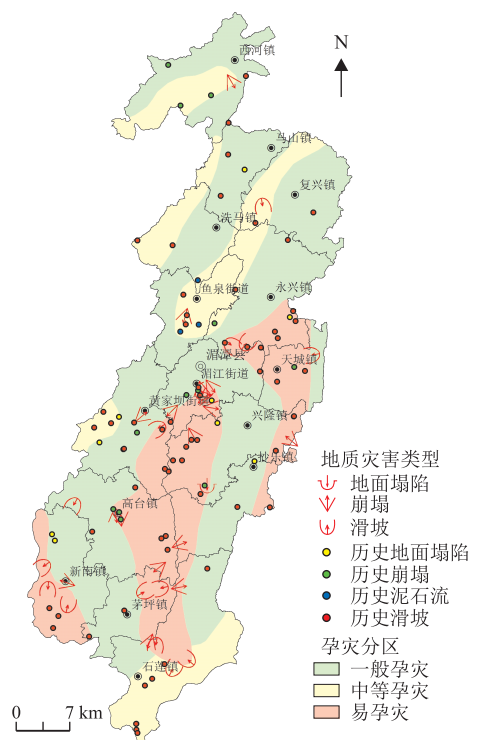 N
西河镇
马山镇
复兴镇
洗马镇
鱼泉街道
永兴镇
湄潭县
天城镇
湄江街道
黄家坝街道
兴隆镇
抄乐镇
高台镇
新南镇
茅坪镇
石莲镇
地质灾害类型
地面塌陷
崩塌
滑坡
历史地面塌陷
历史崩塌
历史泥石流
历史滑坡
孕灾分区
一般孕灾
中等孕灾
易孕灾
0 7 km